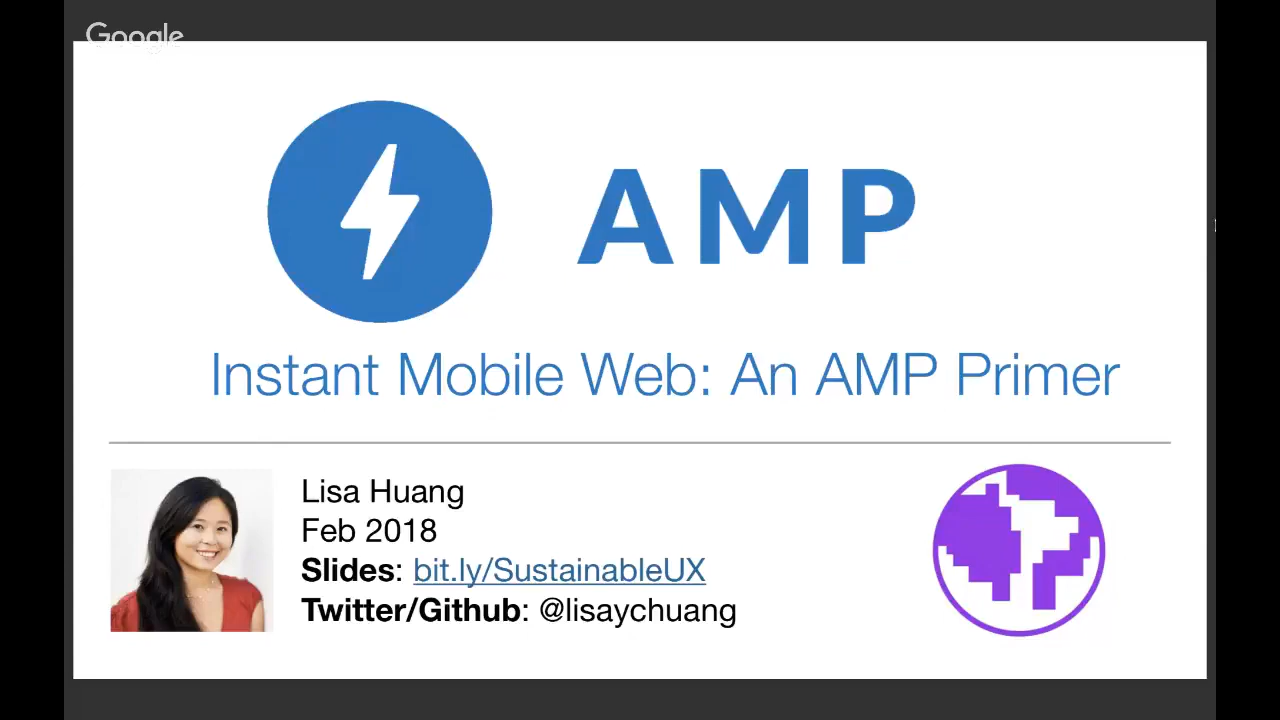 Google
AMP
Instant Mobile Web: An AMP Primer
Lisa Huang
Feb 2018
Slides: bit.ly/SustainableUX
Twitter/Github: @lisaychuang